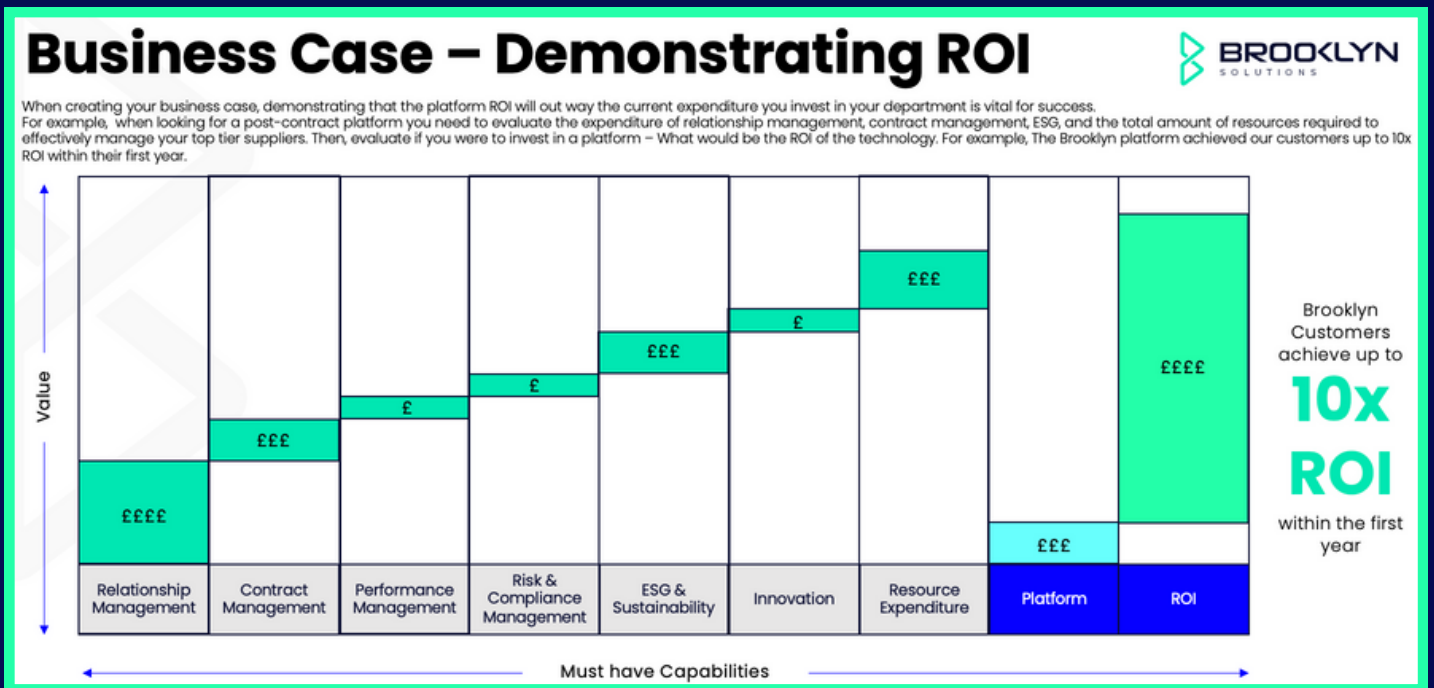 Business Case – Demonstrating ROI
BROOKLYN
SOLUTIONS
When creating your business case, demonstrating that the platform ROI will out way the current expenditure you invest in your department is vital for success.
For example, when looking for a post-contract platform you need to evaluate the expenditure of relationship management, contract management, ESG, and the total amount of resources required to
effectively manage your top tier suppliers. Then, evaluate if you were to invest in a platform – What would be the ROI of the technology. For example, The Brooklyn platform achieved our customers up to 10x
ROI within their first year.
Value
££££
£££
£
£
£££
£
£££
£££
££££
Relationship
Management
Contract
Management
Performance
Management
Risk &
Compliance
Management
ESG &
Sustainability
Innovation
Resource
Expenditure
Platform
ROI
Must have Capabilities
Brooklyn
Customers
achieve up to
10x
ROI
within the first
year